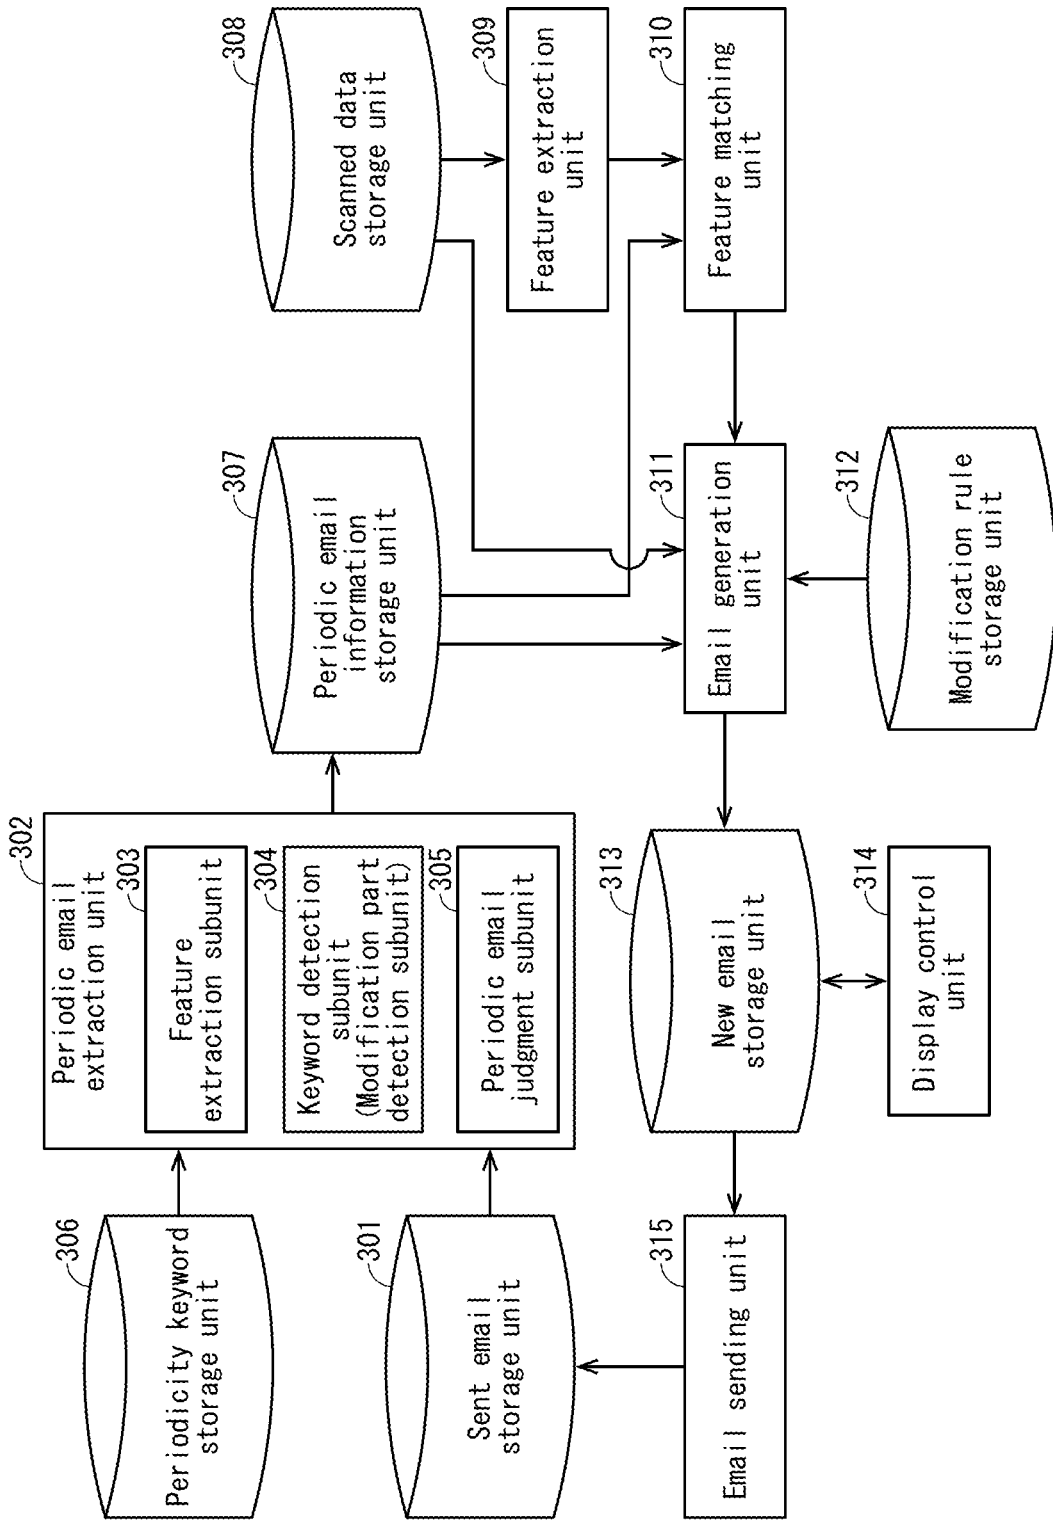 306
Periodicity keyword
storage unit
301
Sent email
storage unit
315
Email sending unit
302
Periodic email
extraction unit
303
Feature
extraction subunit
304
Keyword detection
subunit
(Modification part
detection subunit)
305
Periodic email
judgment subunit
313
New email
storage unit
314
Display control
unit
307
Periodic email
information
storage unit
311
Email generation
unit
312
Modification rule
storage unit
308
Scanned data
storage unit
309
Feature extraction
unit
310
Feature matching
unit